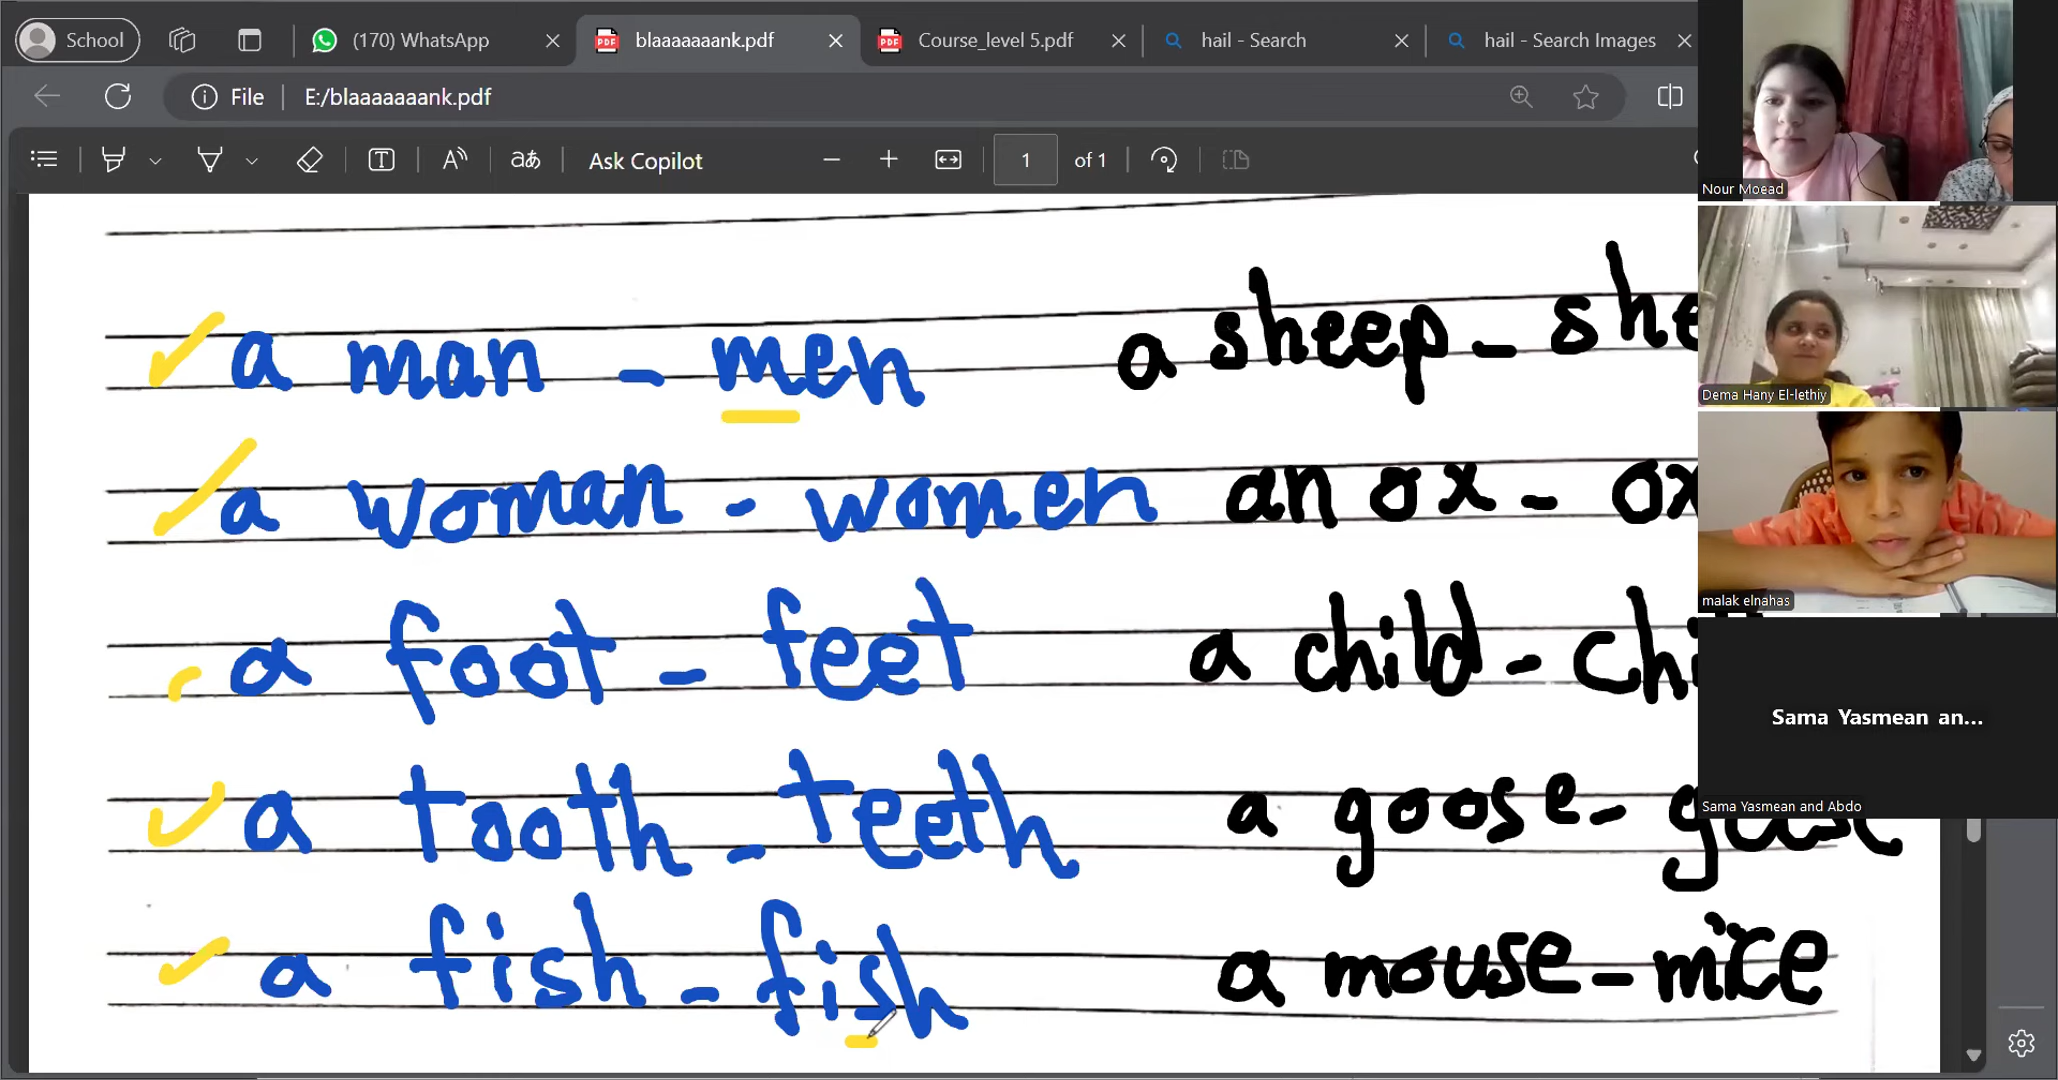 School
(170) WhatsApp
blaaaaaaank.pdf
Course_level 5.pdf
hail - Search
hail - Search Images
File
E:/blaaaaaaank.pdf
Ask Copilot
1 of 1
a man - men
a sheep - she
a woman - women
an ox - ox
a foot - feet
a child - chi
a tooth - teeth
a goose - geese
a fish - fish
a mouse - mice
Nour Moead
Dema Hany El-lethiy
malak elnahas
Sama Yasmean an...
Sama Yasmean and Abdo